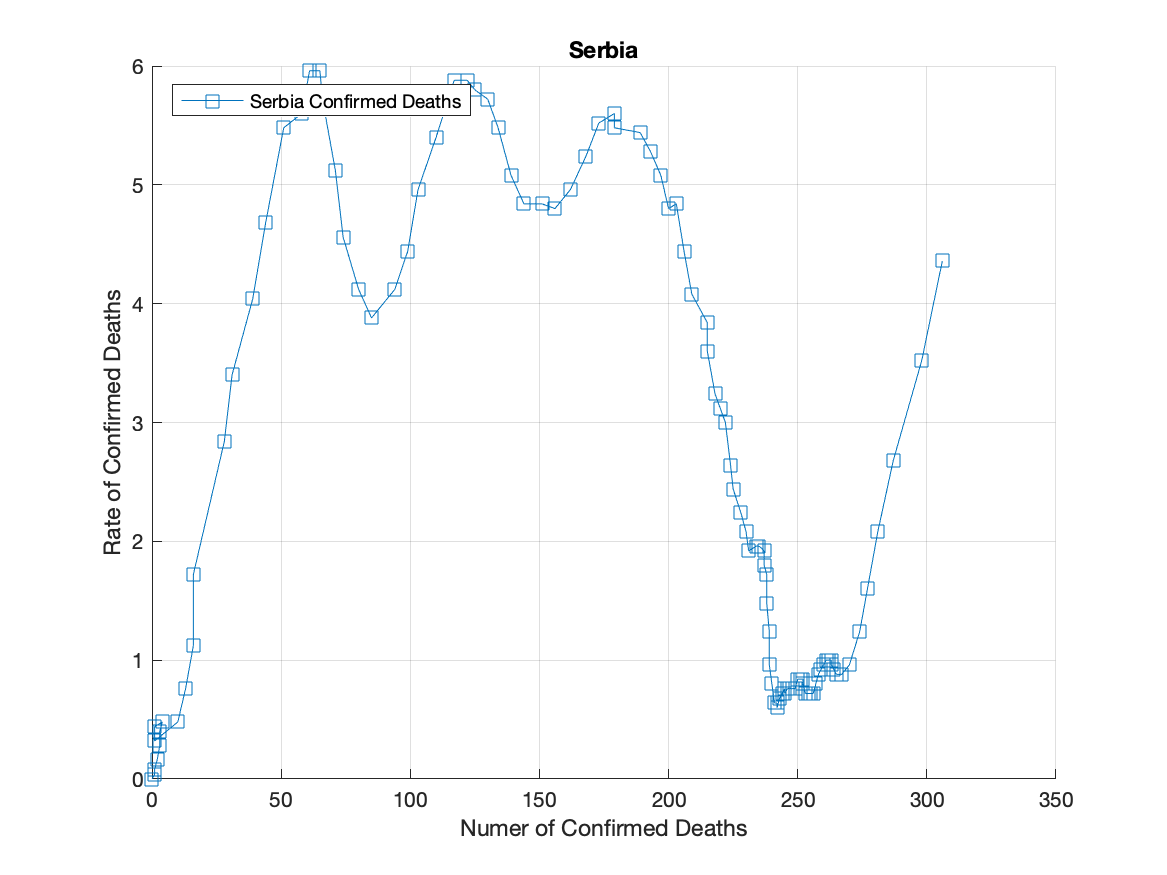 Serbia
Serbia Confirmed Deaths
6
5
4
3
2
1
0
Rate of Confirmed Deaths
0 50 100 150 200 250 300 350
Numer of Confirmed Deaths